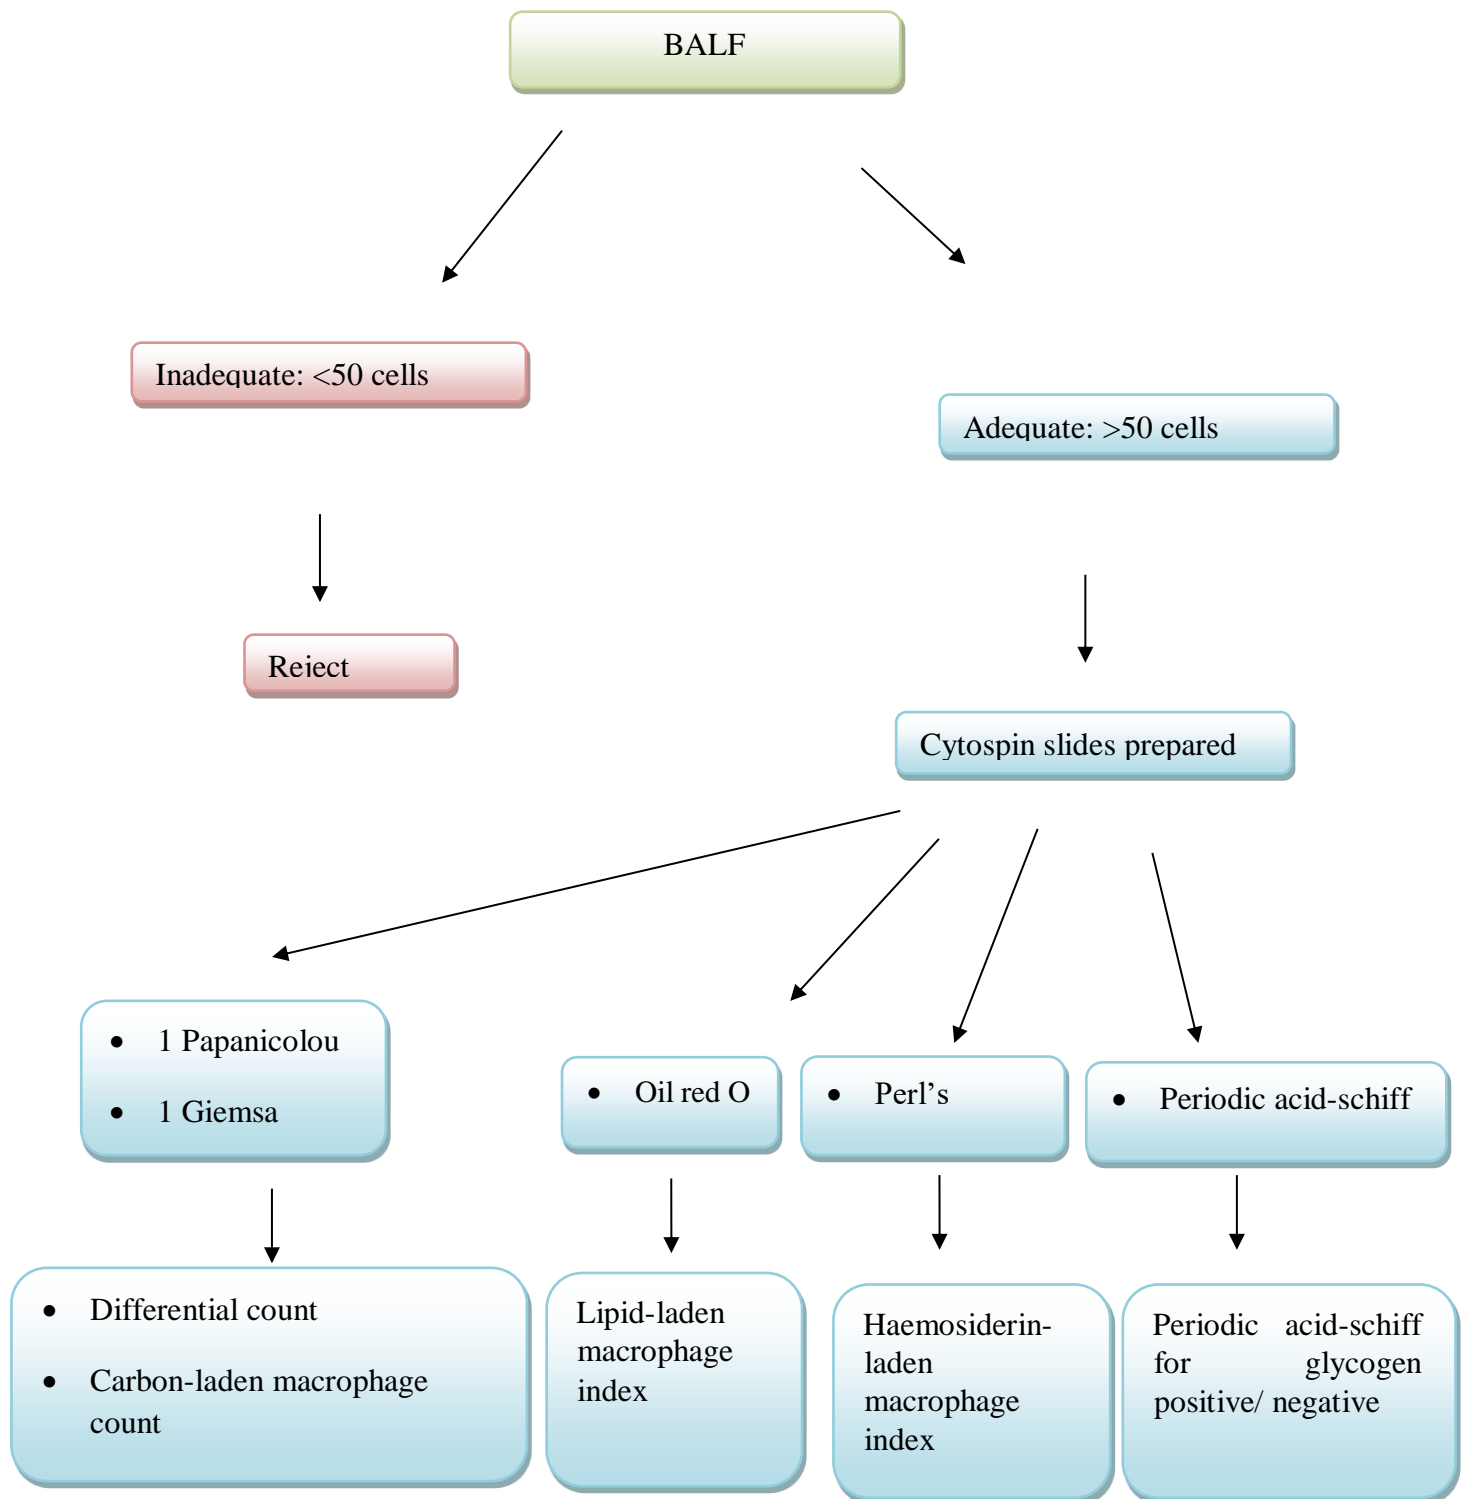 BALF
Inadequate: <50 cells
Adequate: >50 cells
Reject
Cytospin slides prepared
• 1 Papanicolou
• 1 Giemsa
• Oil red O
• Perl’s
• Periodic acid-schiff
• Differential count
• Carbon-laden macrophage
count
Lipid-laden
macrophage
index
Haemosiderin-
laden
macrophage
index
Periodic acid-schiff
for glycogen
positive/ negative